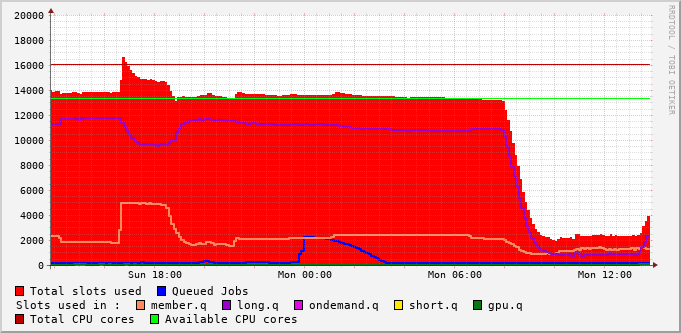 20000
18000
16000
14000
12000
10000
8000
6000
4000
2000
0
Sun 18:00 Mon 00:00 Mon 06:00 Mon 12:00
Total slots used Queued Jobs
Slots used in : member.q long.q ondemand.q short.q gpu.q
Total CPU cores Available CPU cores
RRDTOOL / TOBI OETIKER